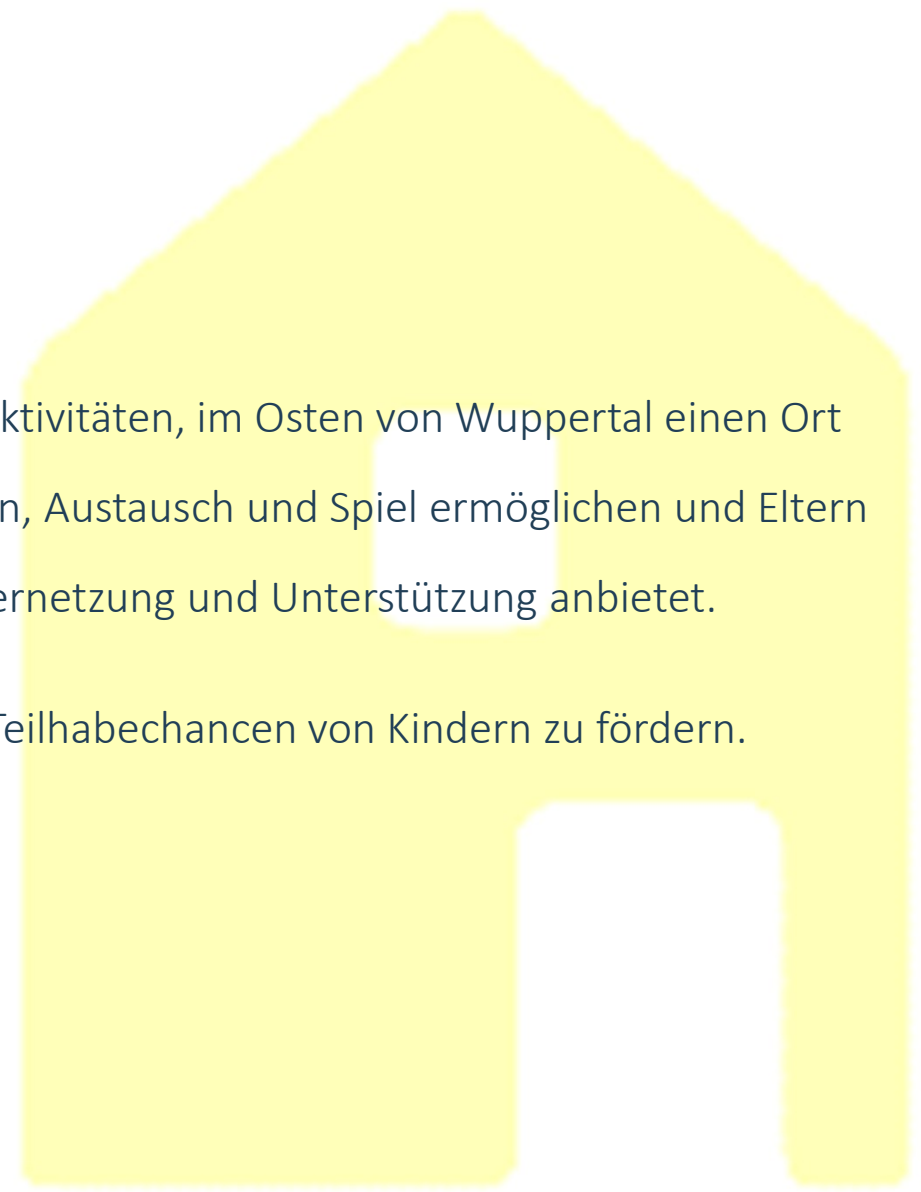 ktivitäten, im Osten von Wuppertal einen Ort
n, Austausch und Spiel ermöglichen und Eltern
ernetzung und Unterstützung anbietet.
Teilhabechancen von Kindern zu fördern.